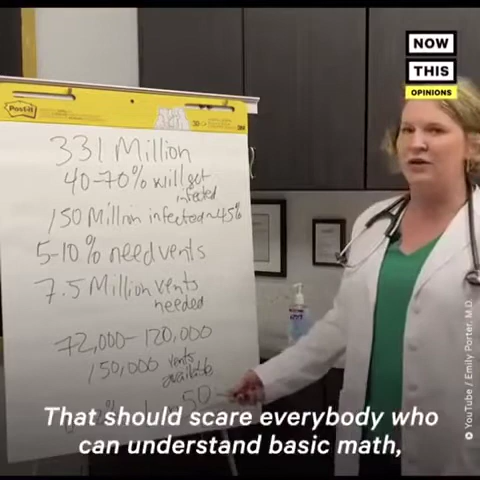 NOW
THIS
OPINIONS
Post-it
3M
331 Million
40-70% will get
infected
150 Million infected ~45%
5-10% need vents
7.5 Million vents
needed
72,000-120,000
150,000 vents
available
50
That should scare everybody who
can understand basic math,
YouTube / Emily Porter, M.D.